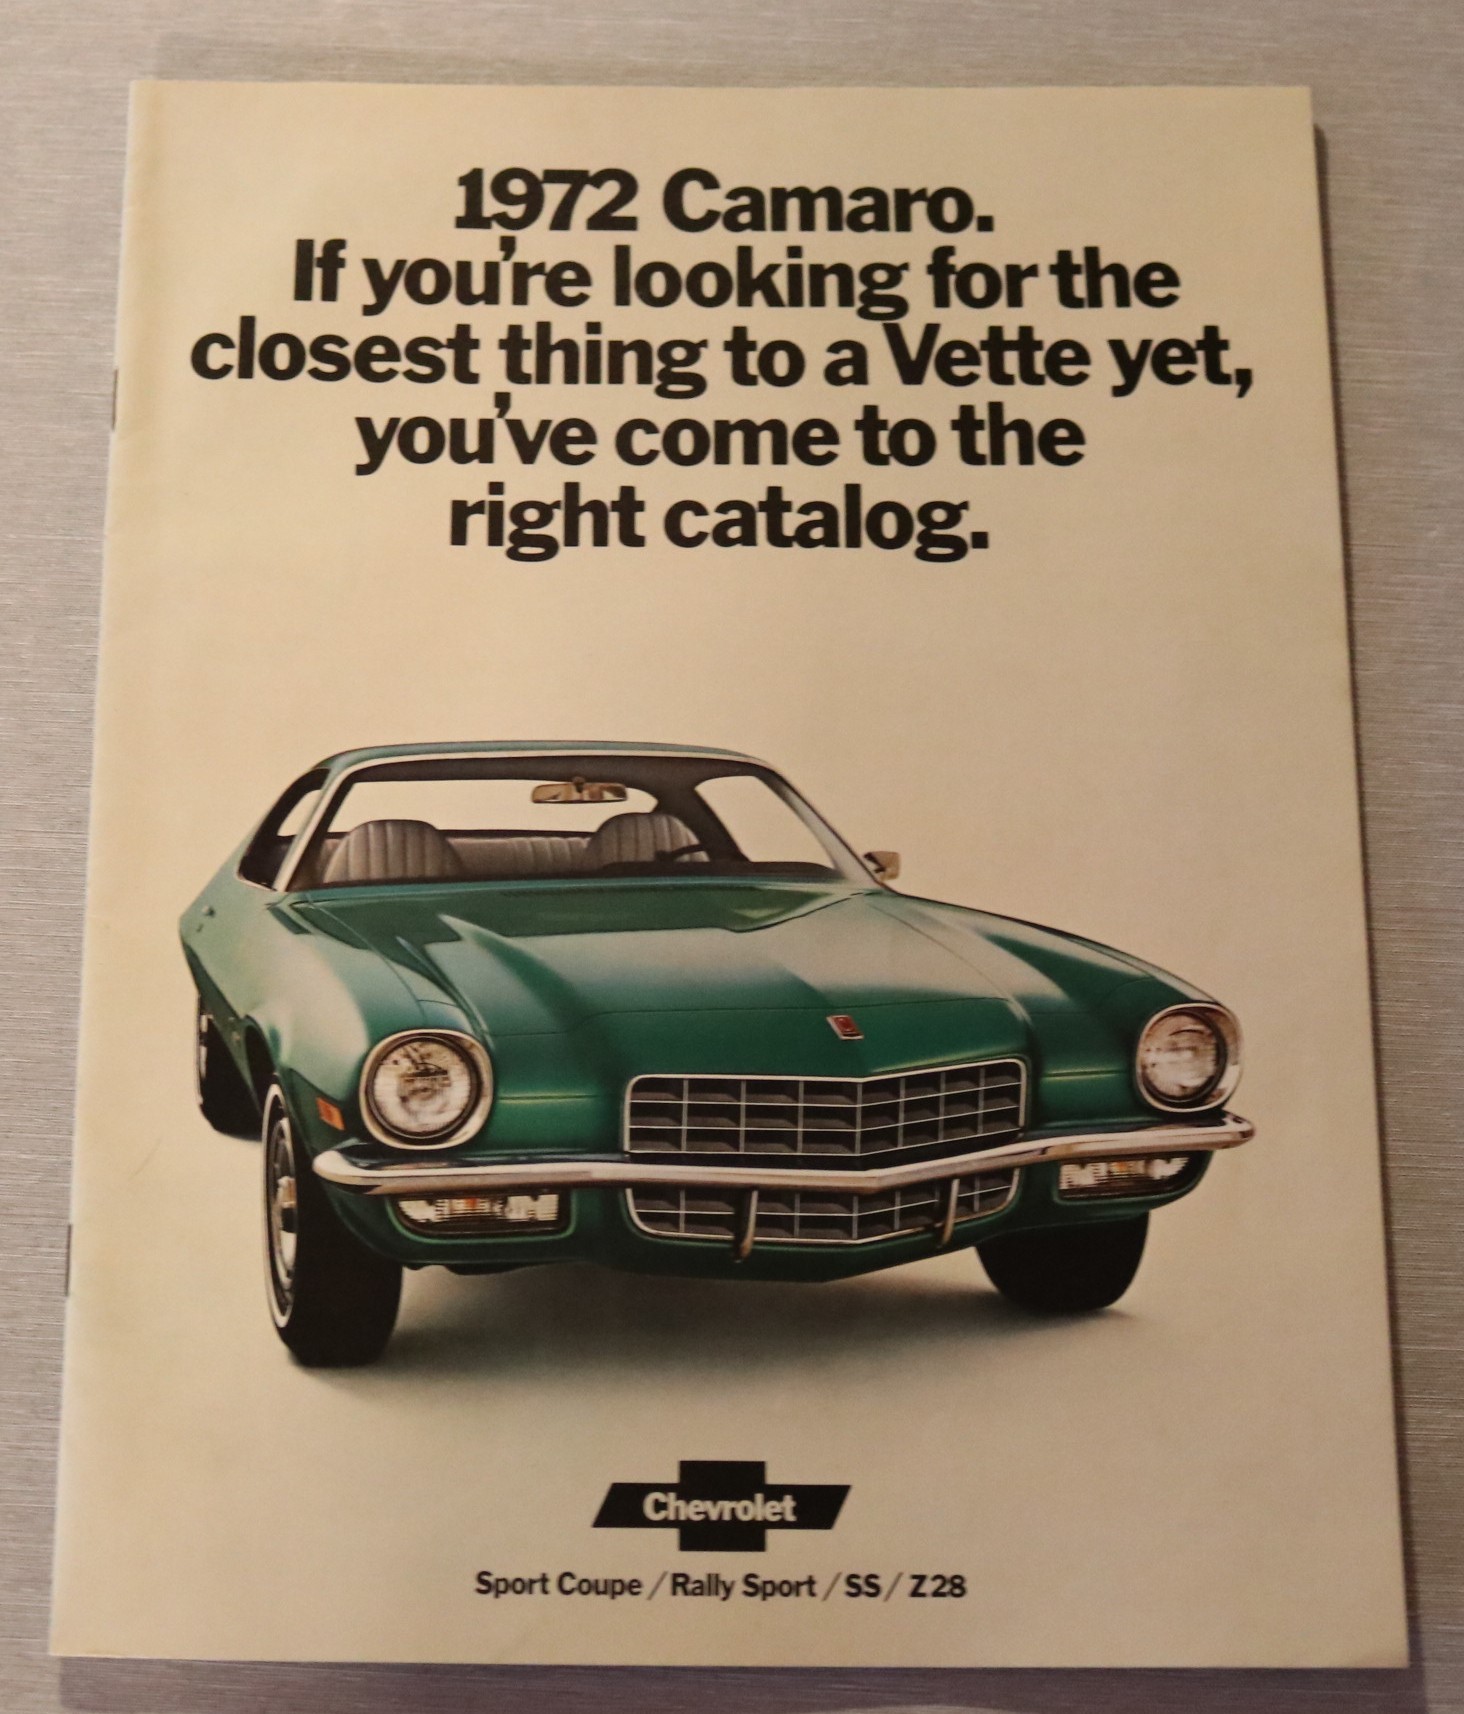 1972 Camaro.
If you're looking for the
closest thing to a Vette yet,
you've come to the
right catalog.
Chevrolet
Sport Coupe / Rally Sport / SS / Z28